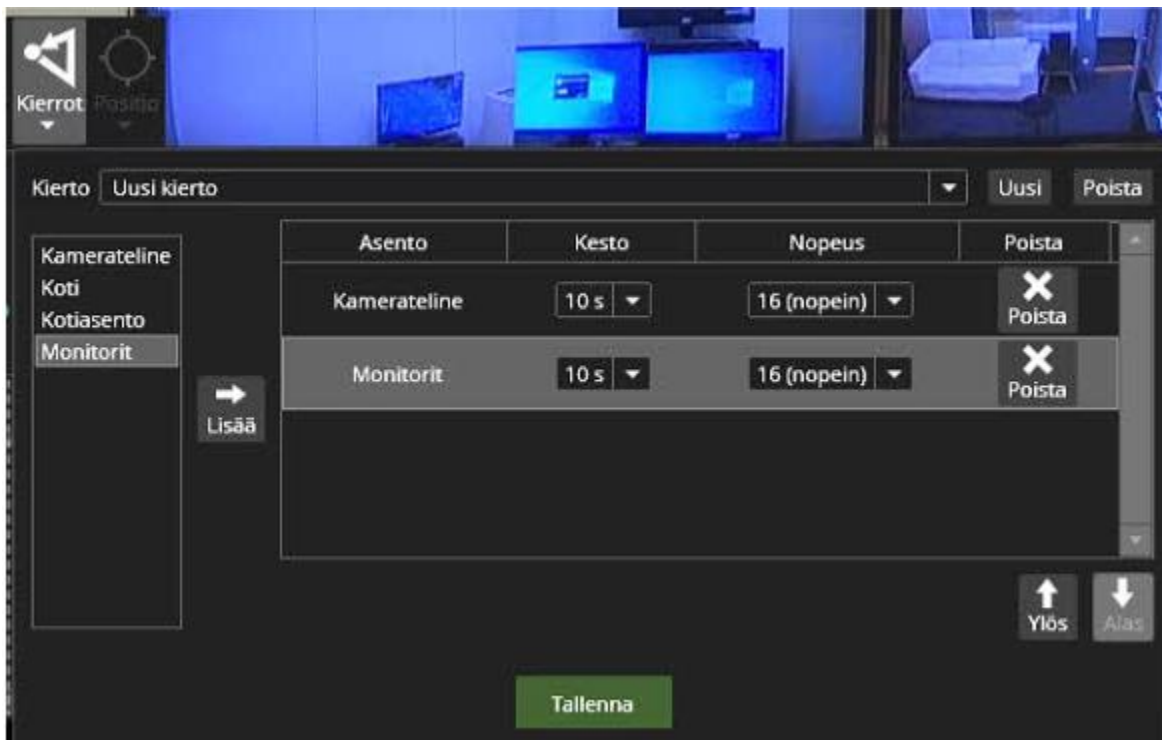 Kierrot Positio
Kierto Uusi kierto Uusi Poista
Kamerateline
Koti
Kotiasento
Monitorit
Lisää
Asento Kesto Nopeus Poista
Kamerateline 10 s 16 (nopein) Poista
Monitorit 10 s 16 (nopein) Poista
Ylös Alas
Tallenna